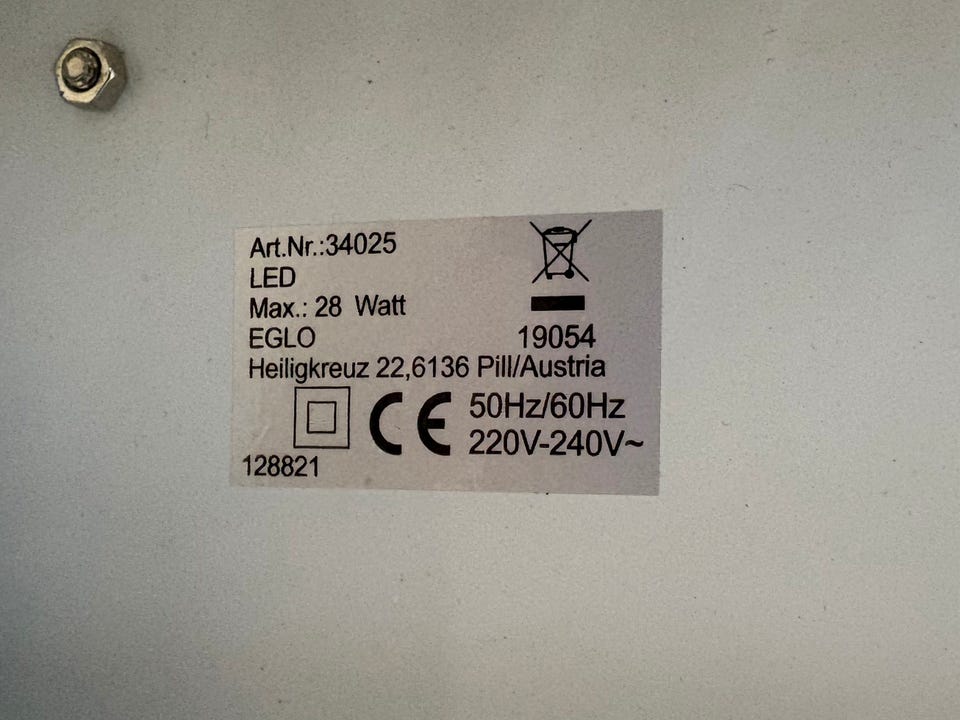 Art.Nr.:34025
LED
Max.: 28 Watt
EGLO 19054
Heiligkreuz 22,6136 Pill/Austria
CE 50Hz/60Hz
220V-240V~
128821